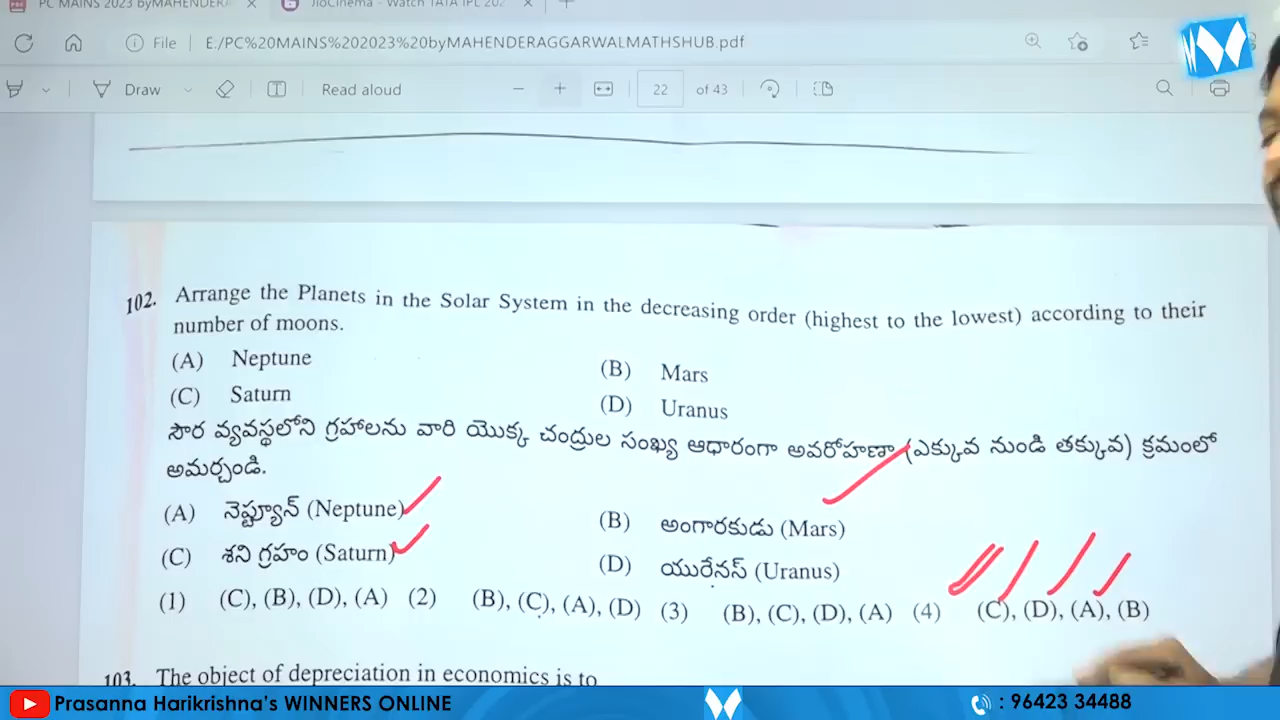 PC MAINS 2023 byMAHENDER
JioCinema - Watch TATA IPL 202
File E:/PC%20MAINS%202023%20byMAHENDERAGGARWALMATHSHUB.pdf
Draw Read aloud 22 of 43
102. Arrange the Planets in the Solar System in the decreasing order (highest to the lowest) according to their
number of moons.
(A) Neptune (B) Mars
(C) Saturn (D) Uranus
సౌర వ్యవస్థలోని గ్రహాలను వారి యొక్క చంద్రుల సంఖ్య ఆధారంగా అవరోహణా (ఎక్కువ నుండి తక్కువ) క్రమంలో
అమర్చండి.
(A) నెప్ట్యూన్ (Neptune) (B) అంగారకుడు (Mars)
(C) శని గ్రహం (Saturn) (D) యురేనస్ (Uranus)
(1) (C), (B), (D), (A) (2) (B), (C), (A), (D) (3) (B), (C), (D), (A) (4) (C), (D), (A), (B)
103. The object of depreciation in economics is to
Prasanna Harikrishna's WINNERS ONLINE : 96423 34488